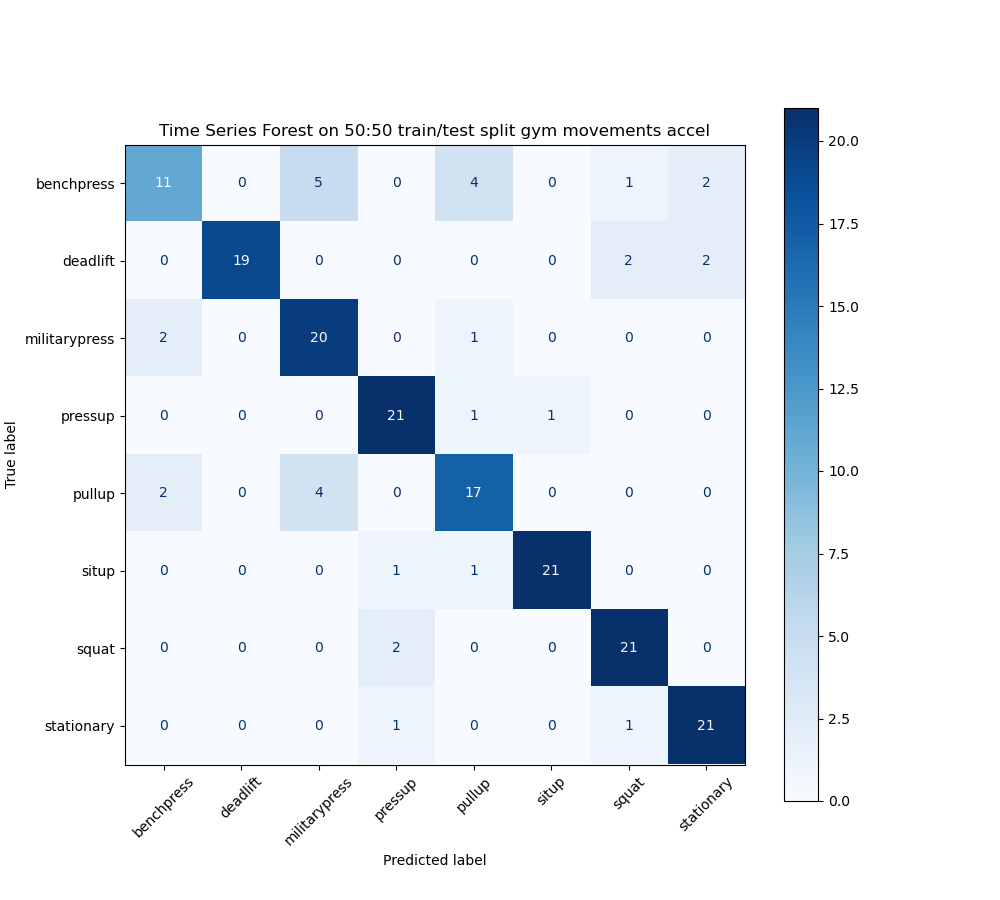 Time Series Forest on 50:50 train/test split gym movements accel
benchpress 11 0 5 0 4 0 1 2
deadlift 0 19 0 0 0 0 2 2
militarypress 2 0 20 0 1 0 0 0
pressup 0 0 0 21 1 1 0 0
pullup 2 0 4 0 17 0 0 0
situp 0 0 0 1 1 21 0 0
squat 0 0 0 2 0 0 21 0
stationary 0 0 0 1 0 0 1 21
True label
benchpress deadlift militarypress pressup pullup situp squat stationary
Predicted label
20.0
17.5
15.0
12.5
10.0
7.5
5.0
2.5
0.0